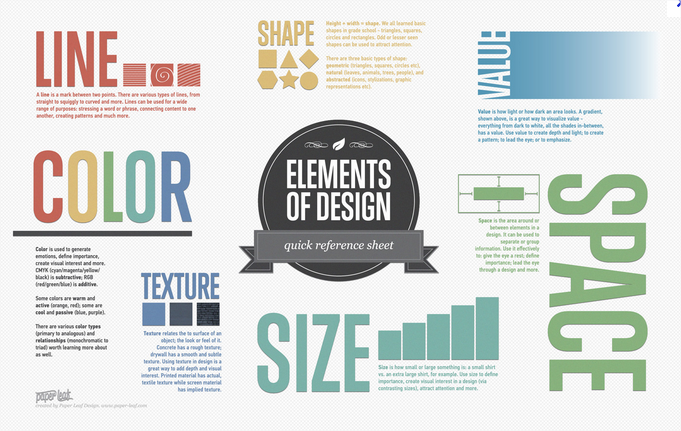 LINE
A line is a mark between two points. There are various types of lines, from
straight to squiggly to curved and more. Lines can be used for a wide
range of purposes: stressing a word or phrase, connecting content to one
another, creating patterns and much more.
SHAPE
Height + width = shape. We all learned basic
shapes in grade school - triangles, squares,
circles and rectangles. Odd or lesser seen
shapes can be used to attract attention.
There are three basic types of shape:
geometric (triangles, squares, circles etc),
natural (leaves, animals, trees, people), and
abstracted (icons, stylizations, graphic
representations etc).
VALUE
Value is how light or how dark an area looks. A gradient,
shown above, is a great way to visualize value -
everything from dark to white, all the shades in-between,
has a value. Use value to create depth and light; to create
a pattern; to lead the eye; or to emphasize.
COLOR
Color is used to generate
emotions, define importance,
create visual interest and more.
CMYK (cyan/magenta/yellow/
black) is subtractive; RGB
(red/green/blue) is additive.
Some colors are warm and
active (orange, red); some are
cool and passive (blue, purple).
There are various color types
(primary to analogous) and
relationships (monochromatic to
triad) worth learning more about
as well.
ELEMENTS
OF DESIGN
quick reference sheet
SPACE
Space is the area around or
between elements in a
design. It can be used to
separate or group
information. Use it effectively
to: give the eye a rest; define
importance; lead the eye
through a design and more.
TEXTURE
Texture relates the to surface of an
object; the look or feel of it.
Concrete has a rough texture;
drywall has a smooth and subtle
texture. Using texture in design is a
great way to add depth and visual
interest. Printed material has actual,
textile texture while screen material
has implied texture.
SIZE
Size is how small or large something is: a small shirt
vs. an extra large shirt, for example. Use size to define
importance, create visual interest in a design (via
contrasting sizes), attract attention and more.
paper leaf
created by Paper Leaf Design, www.paper-leaf.com